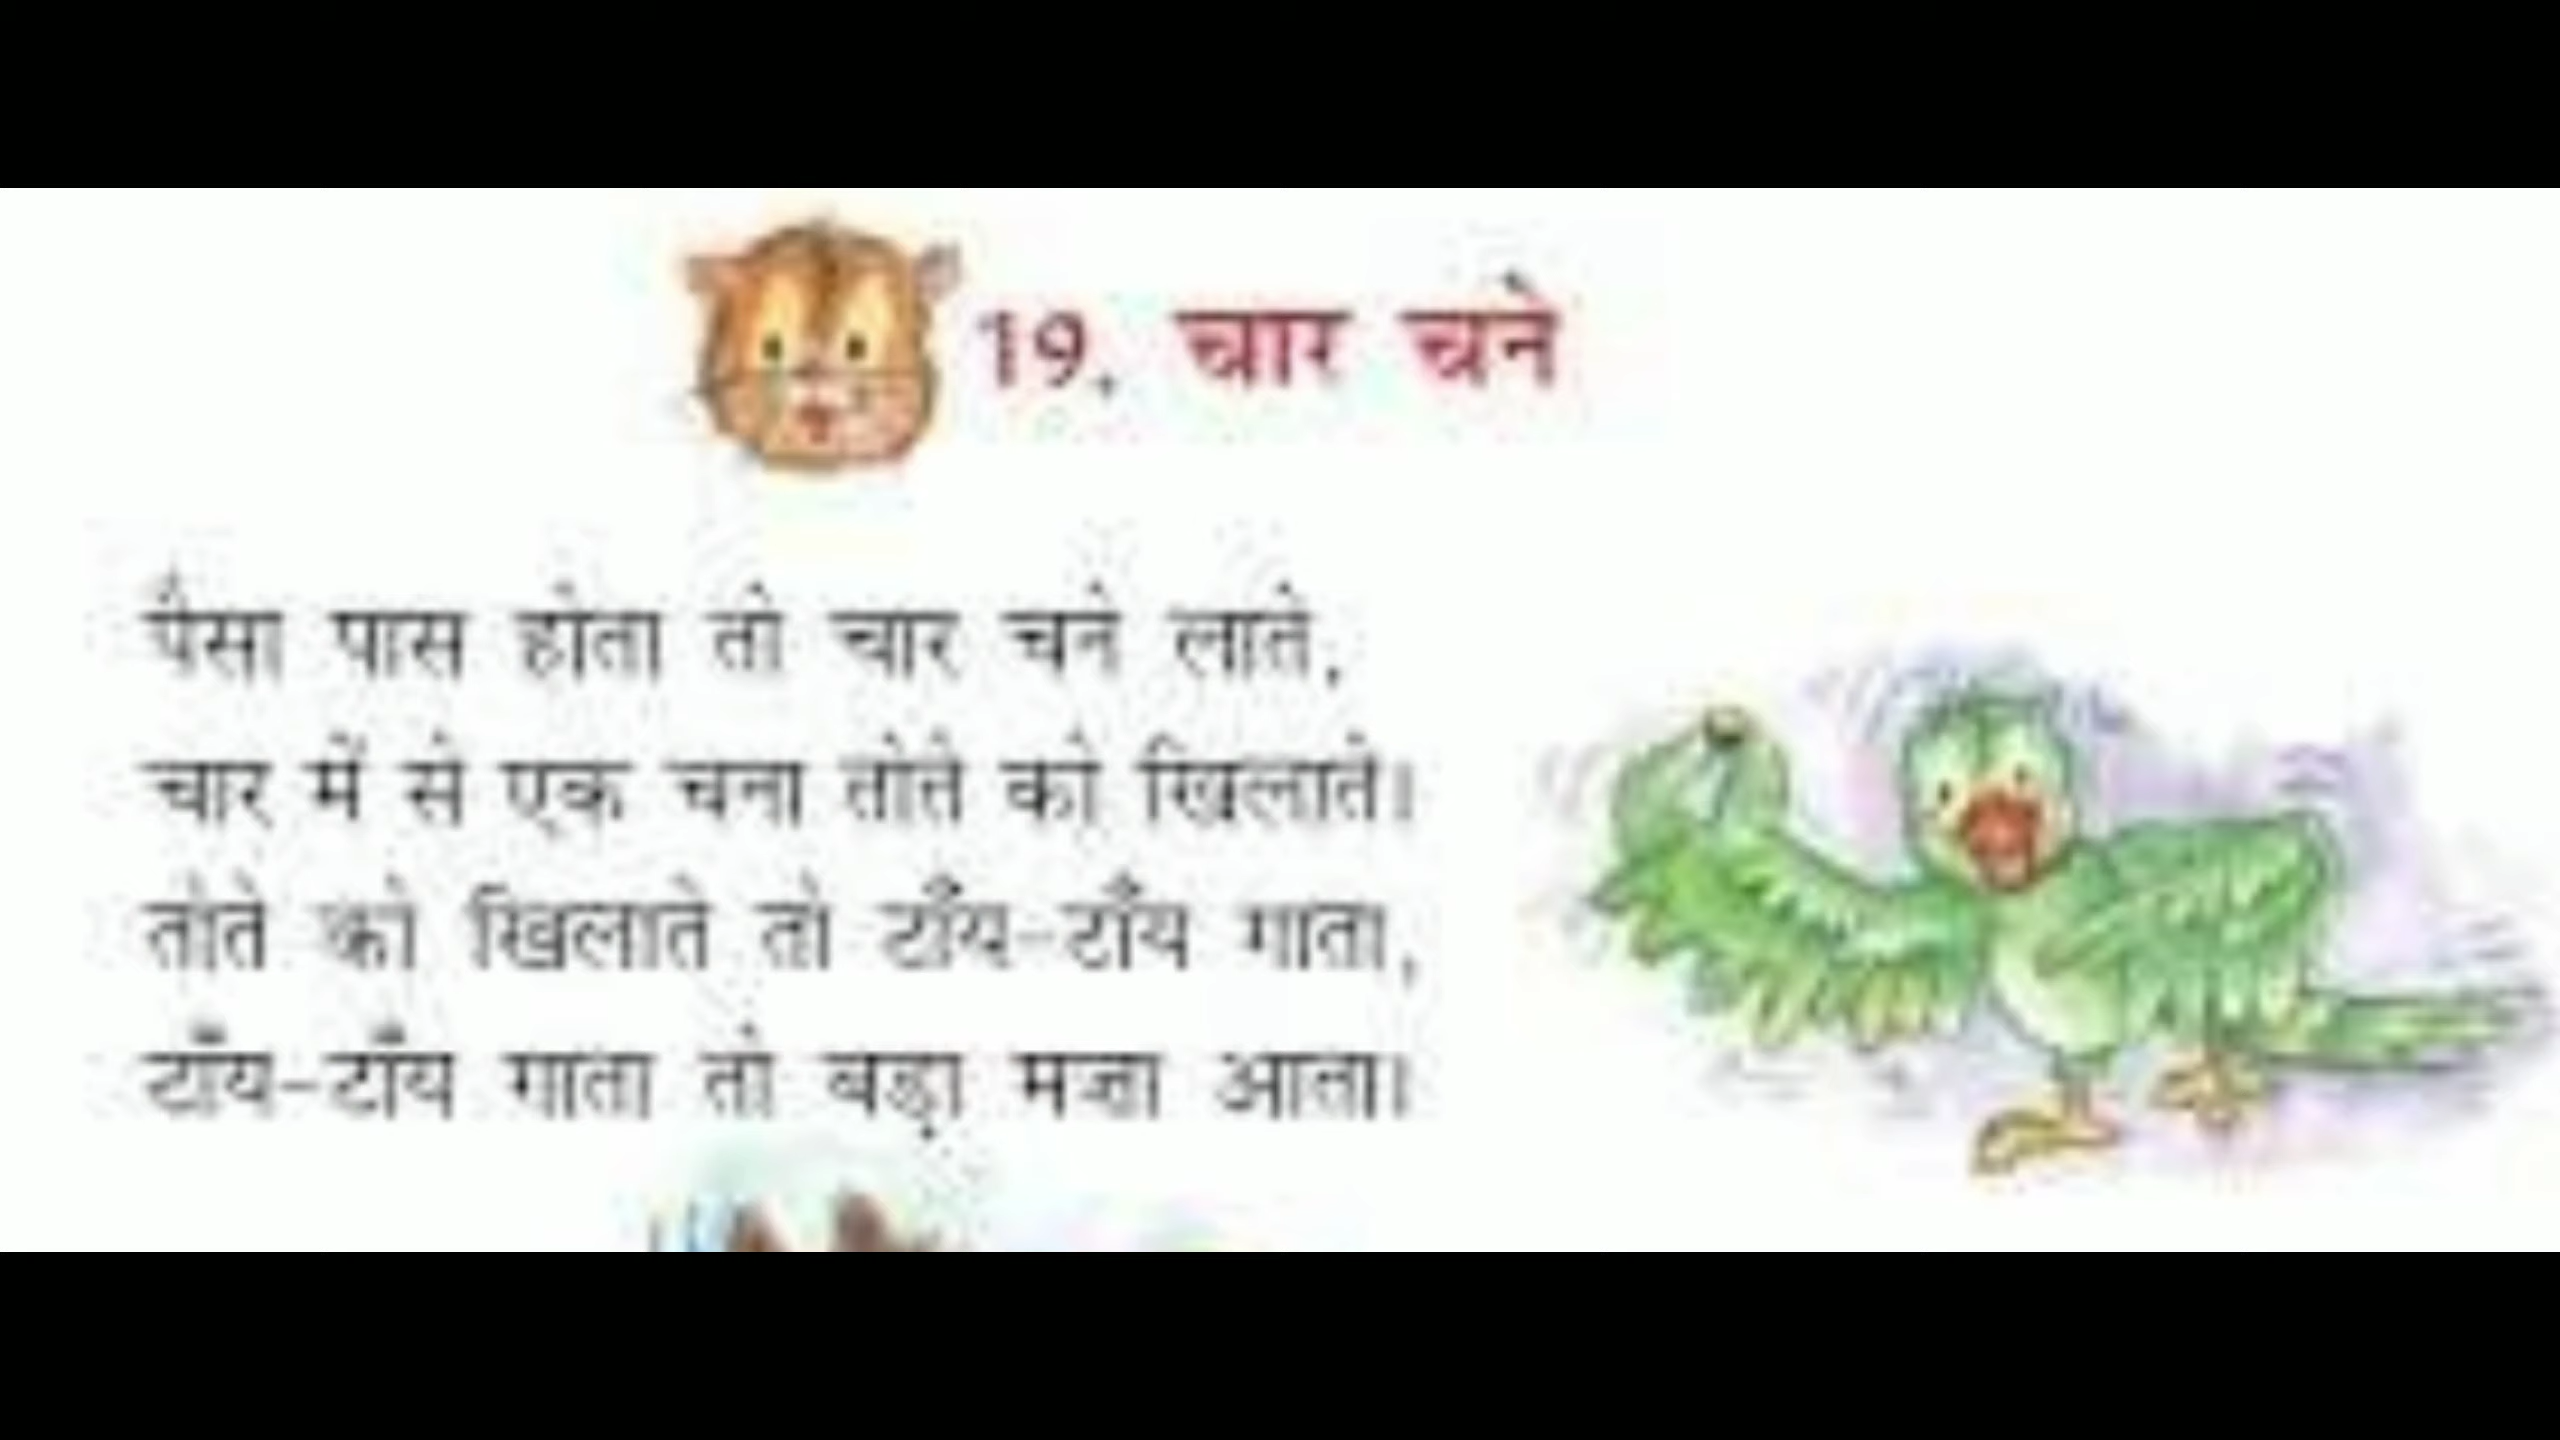 19. चार चने
पैसा पास होता तो चार चने लाते,
चार में से एक चना तोते को खिलाते।
तोते को खिलाते तो टाँय-टाँय गाता,
टाँय-टाँय गाता तो बड़ा मज़ा आता।